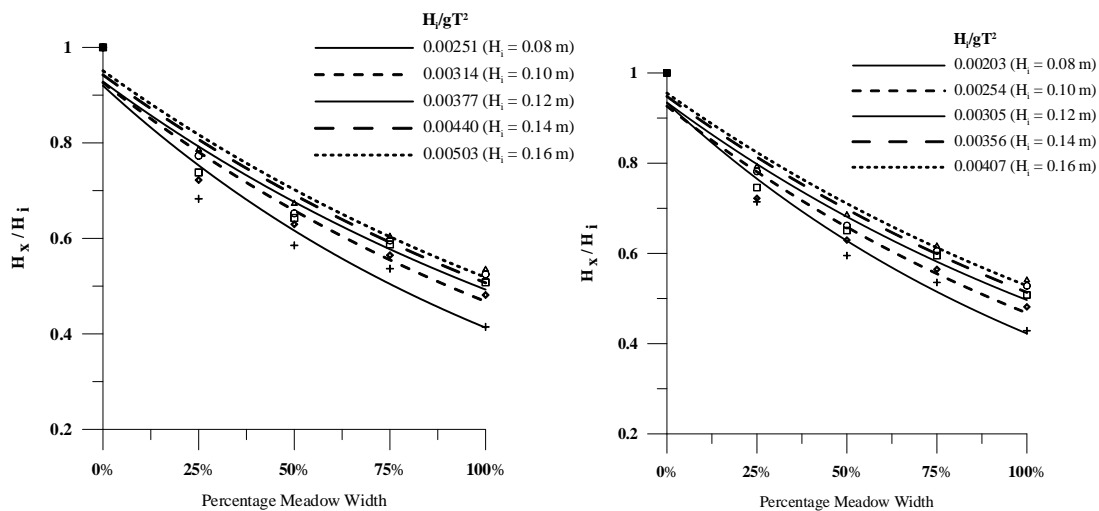 Hᵢ/gT²
0.00251 (Hᵢ = 0.08 m)
0.00314 (Hᵢ = 0.10 m)
0.00377 (Hᵢ = 0.12 m)
0.00440 (Hᵢ = 0.14 m)
0.00503 (Hᵢ = 0.16 m)
1
0.8
0.6
0.4
0.2
Hₓ / Hᵢ
0%
25%
50%
75%
100%
Percentage Meadow Width
Hᵢ/gT²
0.00203 (Hᵢ = 0.08 m)
0.00254 (Hᵢ = 0.10 m)
0.00305 (Hᵢ = 0.12 m)
0.00356 (Hᵢ = 0.14 m)
0.00407 (Hᵢ = 0.16 m)
1
0.8
0.6
0.4
0.2
Hₓ / Hᵢ
0%
25%
50%
75%
100%
Percentage Meadow Width